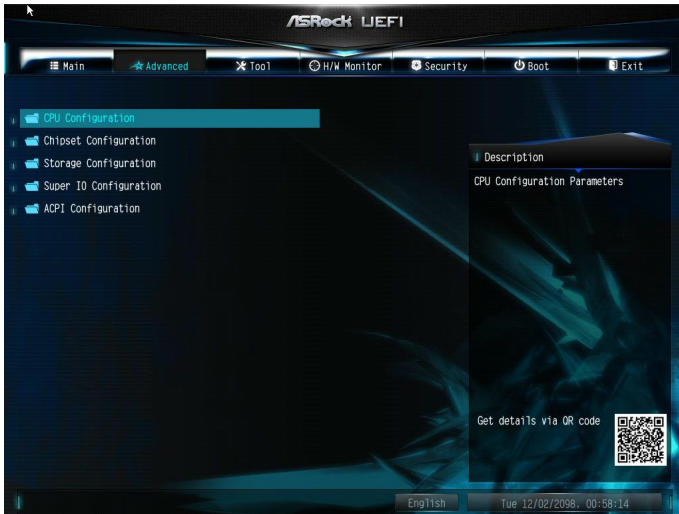 ASRock UEFI
Main Advanced Tool H/W Monitor Security Boot Exit
CPU Configuration
Chipset Configuration
Storage Configuration
Super IO Configuration
ACPI Configuration
Description
CPU Configuration Parameters
Get details via QR code
English Tue 12/02/2098. 00:58:14